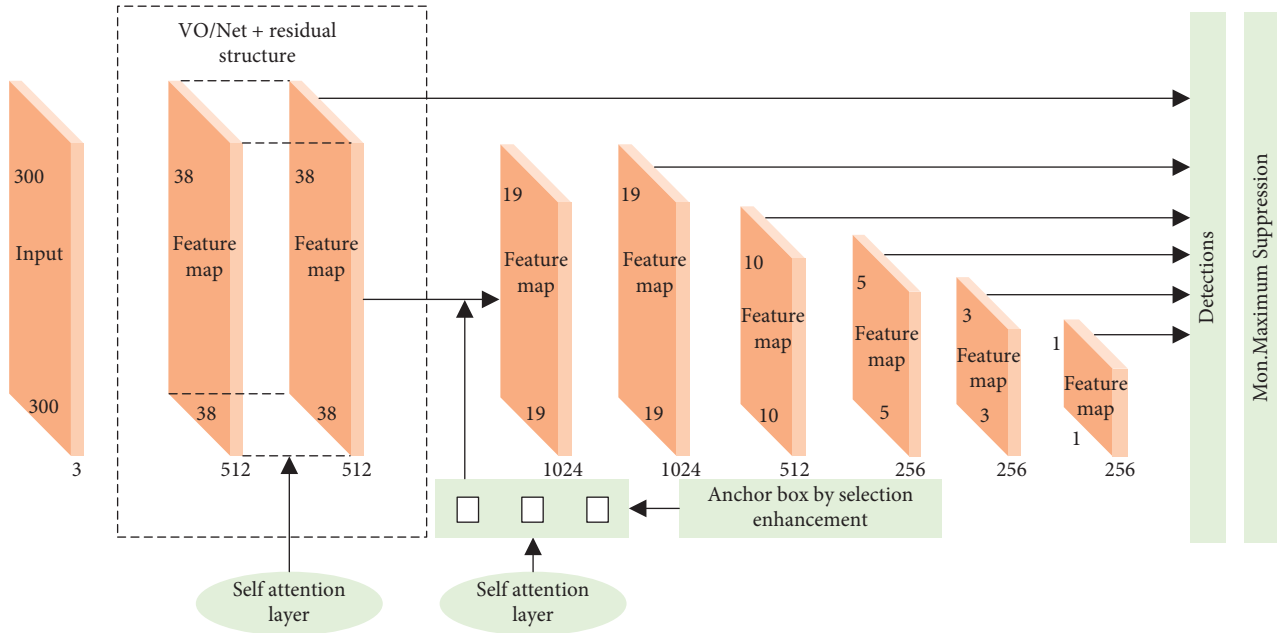 VO/Net + residual
structure
300
Input
300
3
38
Feature
map
38
512
38
Feature
map
38
512
19
Feature
map
19
1024
19
Feature
map
19
1024
10
Feature
map
10
512
5
Feature
map
5
256
3
Feature
map
3
256
1
Feature
map
1
256
Detections
Mon.Maximum Suppression
Anchor box by selection
enhancement
Self attention
layer
Self attention
layer